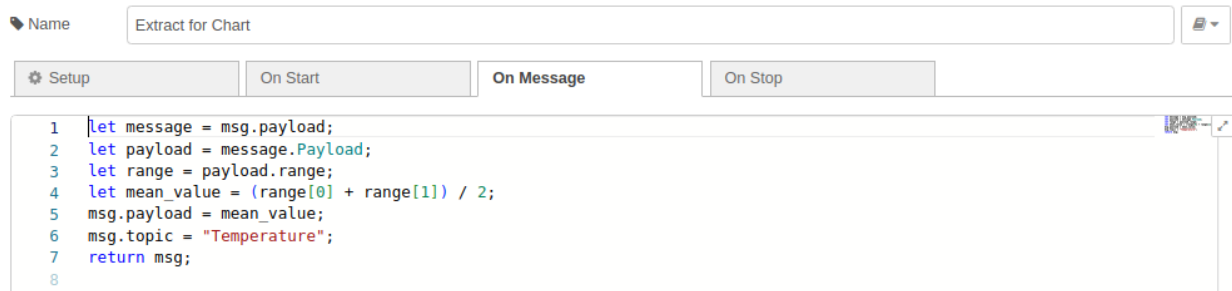 Name
Extract for Chart
Setup
On Start
On Message
On Stop
1 let message = msg.payload;
2 let payload = message.Payload;
3 let range = payload.range;
4 let mean_value = (range[0] + range[1]) / 2;
5 msg.payload = mean_value;
6 msg.topic = "Temperature";
7 return msg;
8